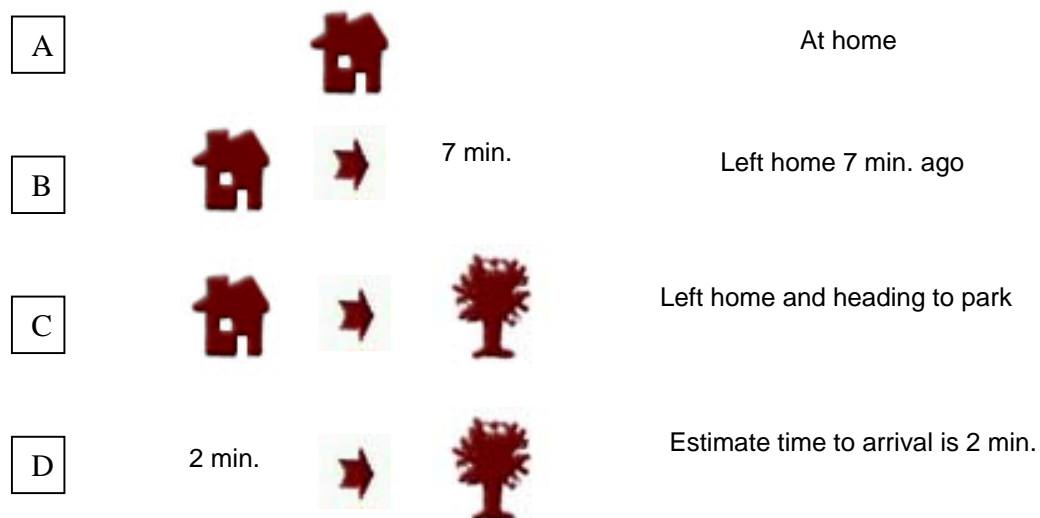 A At home
B 7 min. Left home 7 min. ago
C Left home and heading to park
D 2 min. Estimate time to arrival is 2 min.